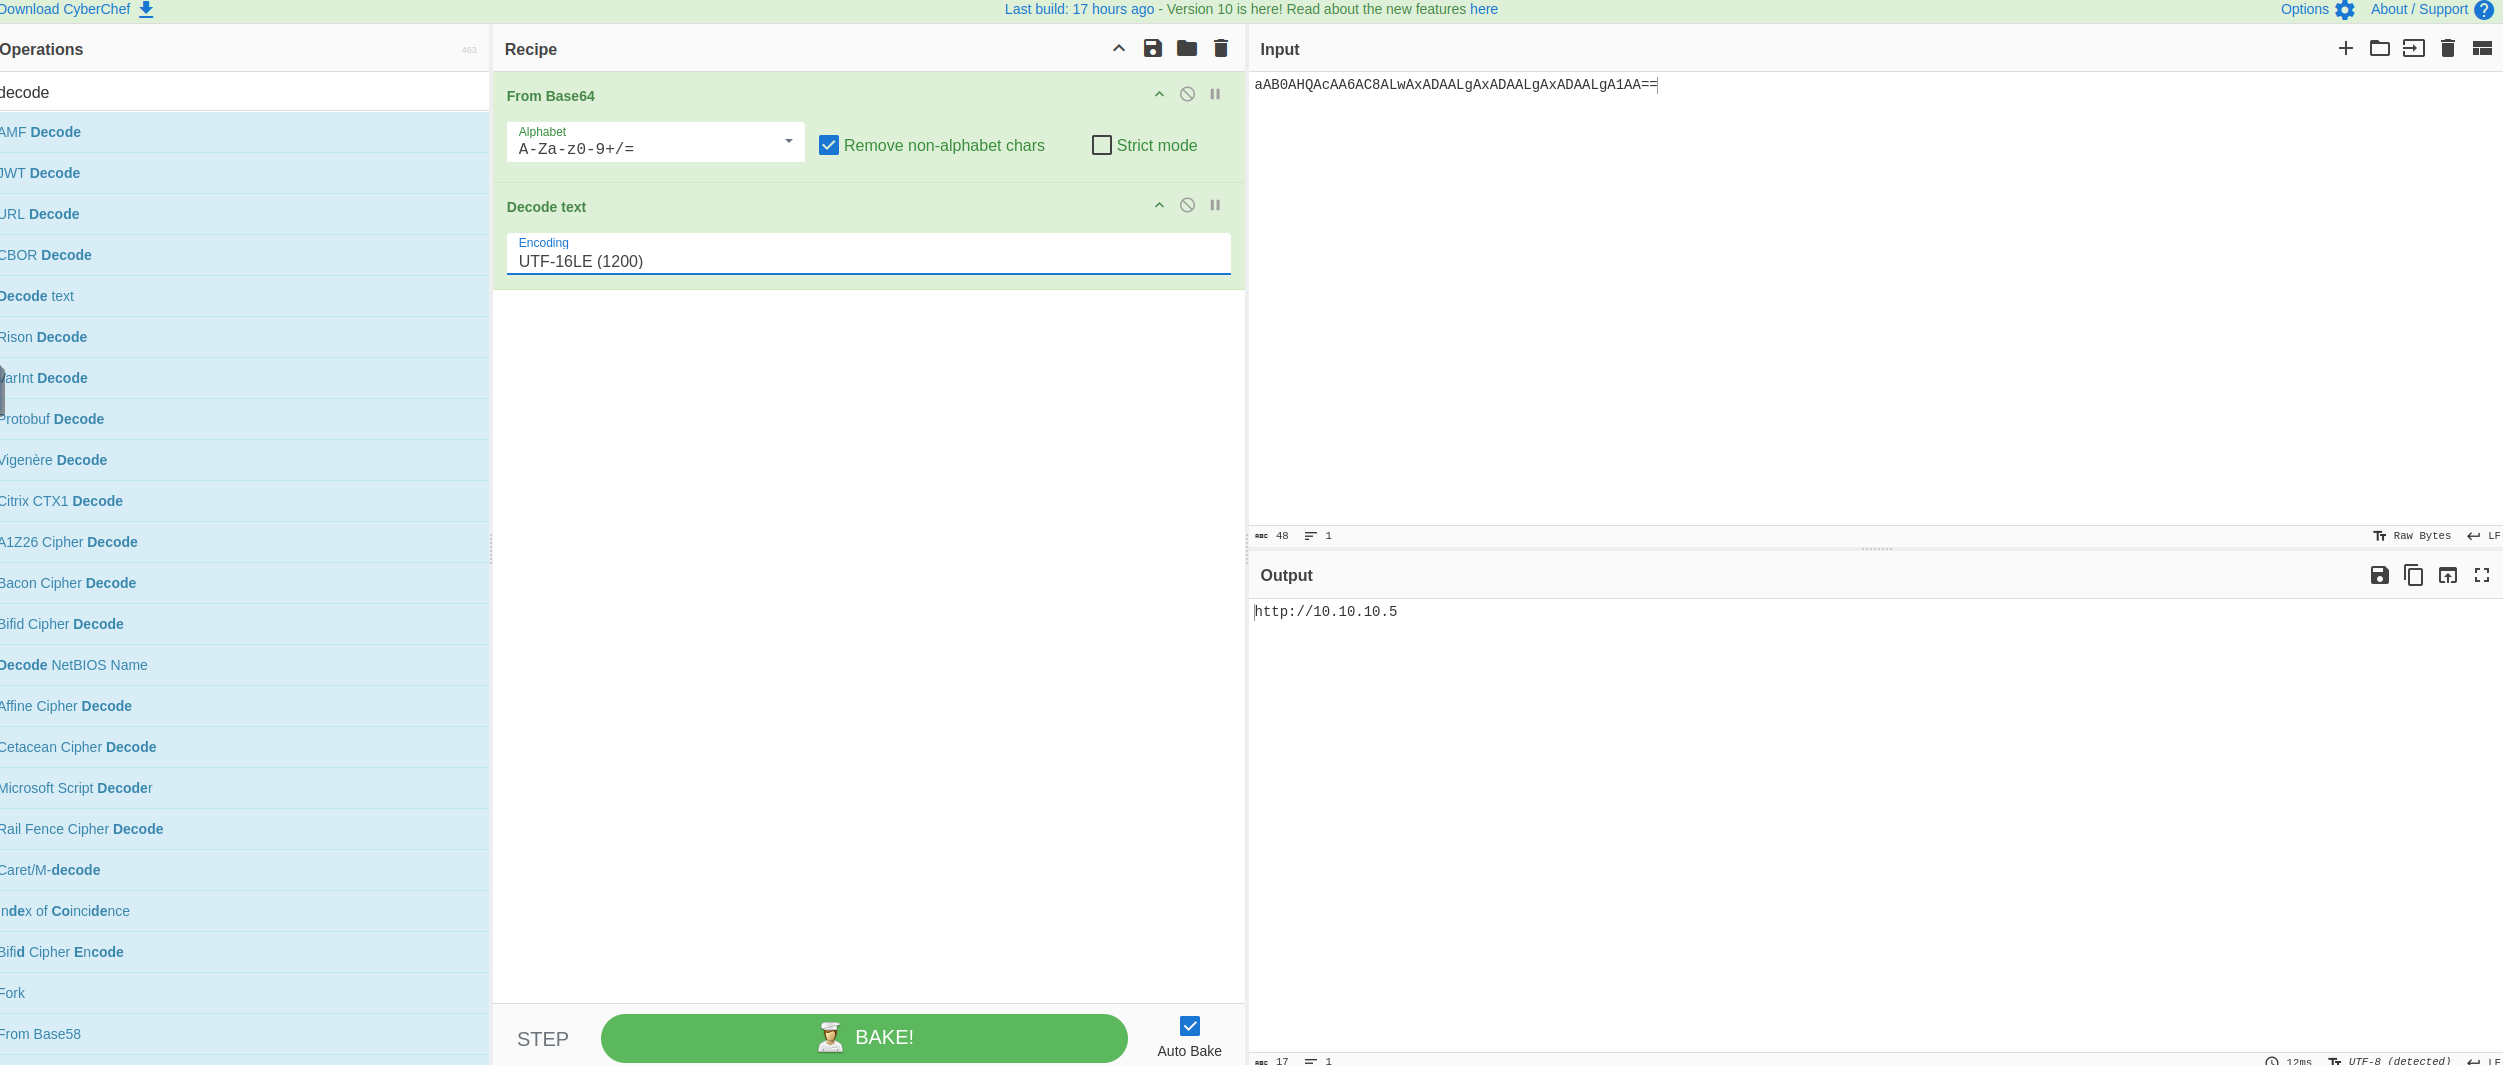 Download CyberChef
Last build: 17 hours ago - Version 10 is here! Read about the new features here
Options
About / Support
Operations
463
decode
AMF Decode
JWT Decode
URL Decode
CBOR Decode
Decode text
Rison Decode
VarInt Decode
Protobuf Decode
Vigenère Decode
Citrix CTX1 Decode
A1Z26 Cipher Decode
Bacon Cipher Decode
Bifid Cipher Decode
Decode NetBIOS Name
Affine Cipher Decode
Cetacean Cipher Decode
Microsoft Script Decoder
Rail Fence Cipher Decode
Caret/M-decode
Index of Coincidence
Bifid Cipher Encode
Fork
From Base58
Recipe
From Base64
Alphabet
A-Za-z0-9+/=
Remove non-alphabet chars
Strict mode
Decode text
Encoding
UTF-16LE (1200)
STEP
BAKE!
Auto Bake
Input
aAB0AHQAcAA6AC8ALwAxADAALgAxADAALgAxADAALgA1AA==
ABC 48 1
Raw Bytes LF
Output
http://10.10.10.5
ABC 17 1
12ms UTF-8 (detected) LF